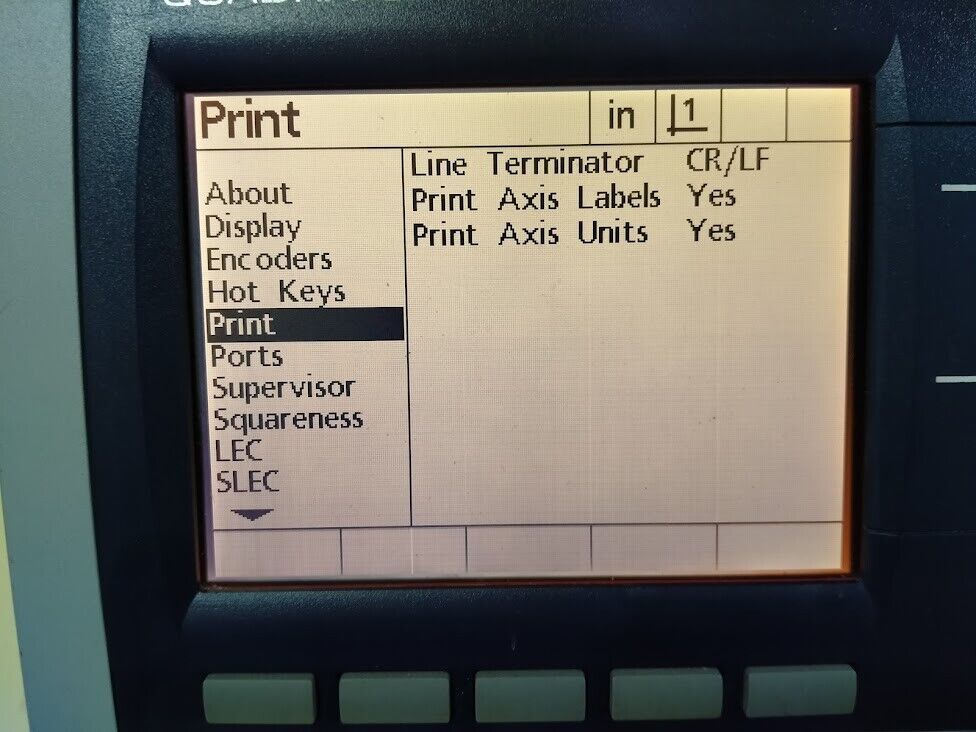 Print in 1
About
Display
Encoders
Hot Keys
Print
Ports
Supervisor
Squareness
LEC
SLEC
Line Terminator CR/LF
Print Axis Labels Yes
Print Axis Units Yes